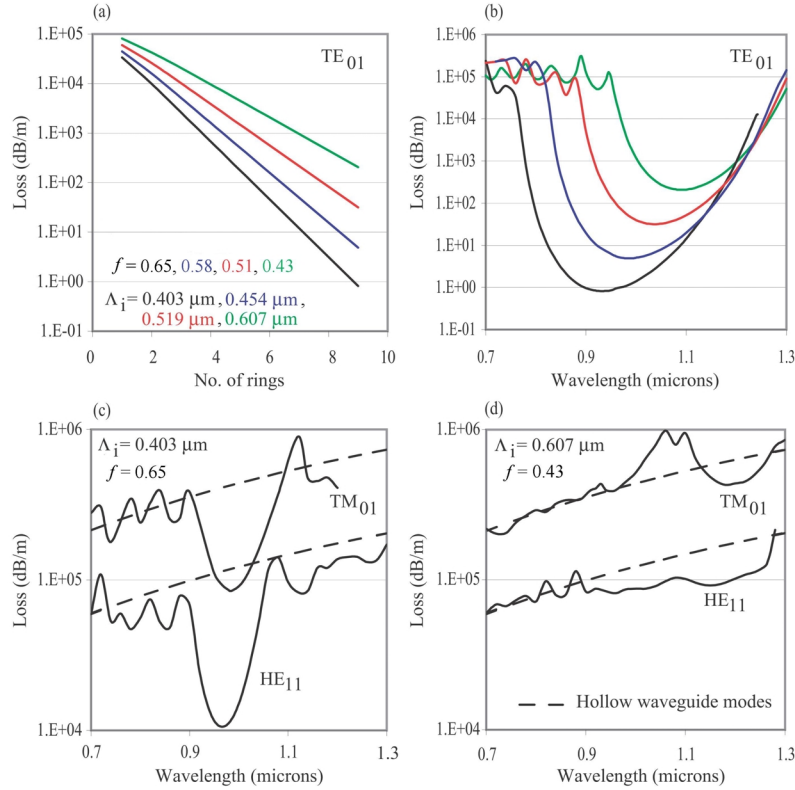 (a)
TE01
Loss (dB/m)
1.E+05
1.E+04
1.E+03
1.E+02
1.E+01
1.E+00
1.E-01
f = 0.65, 0.58, 0.51, 0.43
Λi = 0.403 μm, 0.454 μm,
0.519 μm, 0.607 μm
0 2 4 6 8 10
No. of rings
(b)
TE01
Loss (dB/m)
1.E+06
1.E+05
1.E+04
1.E+03
1.E+02
1.E+01
1.E+00
1.E-01
0.7 0.9 1.1 1.3
Wavelength (microns)
(c)
Λi = 0.403 μm
f = 0.65
Loss (dB/m)
1.E+06
1.E+05
1.E+04
TM01
HE11
0.7 0.9 1.1 1.3
Wavelength (microns)
(d)
Λi = 0.607 μm
f = 0.43
Loss (dB/m)
1.E+06
1.E+05
1.E+04
TM01
HE11
Hollow waveguide modes
0.7 0.9 1.1 1.3
Wavelength (microns)